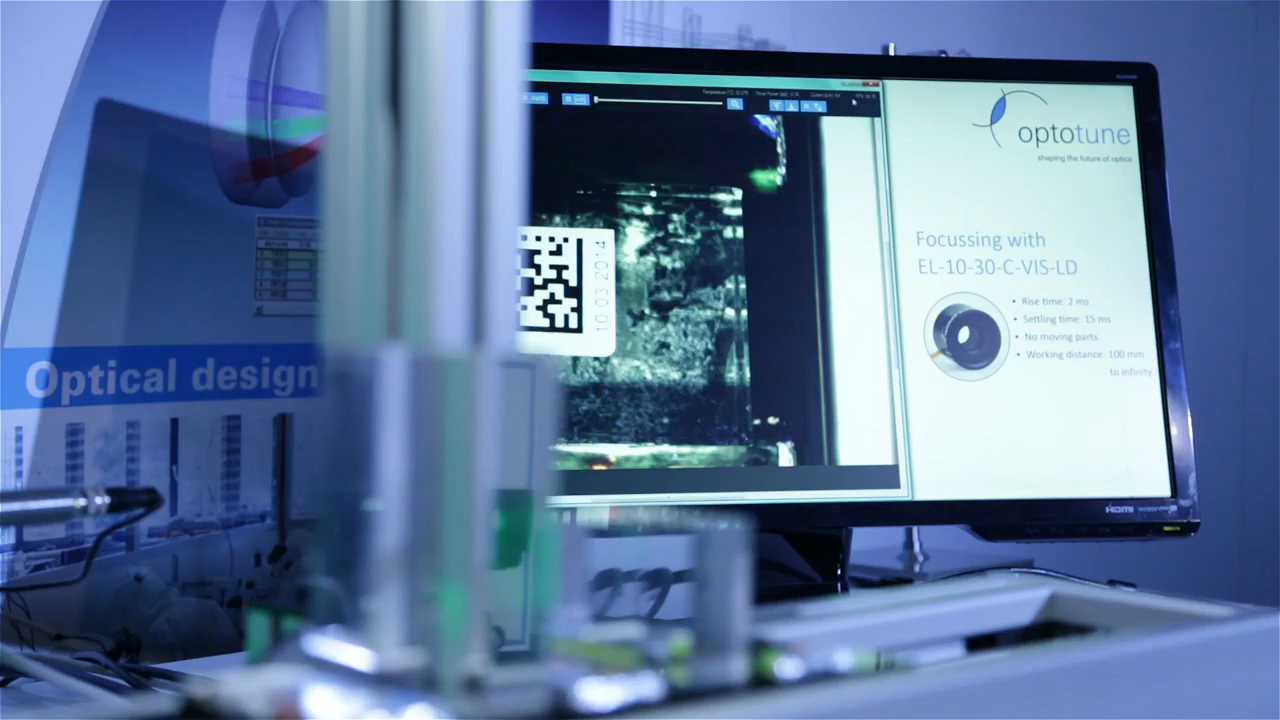 optotune
shaping the future of optics
Focussing with
EL-10-30-C-VIS-LD
• Rise time: 2 ms
• Settling time: 15 ms
• No moving parts
• Working distance: 100 mm
to infinity
10 03 2014
Optical design
HDMI